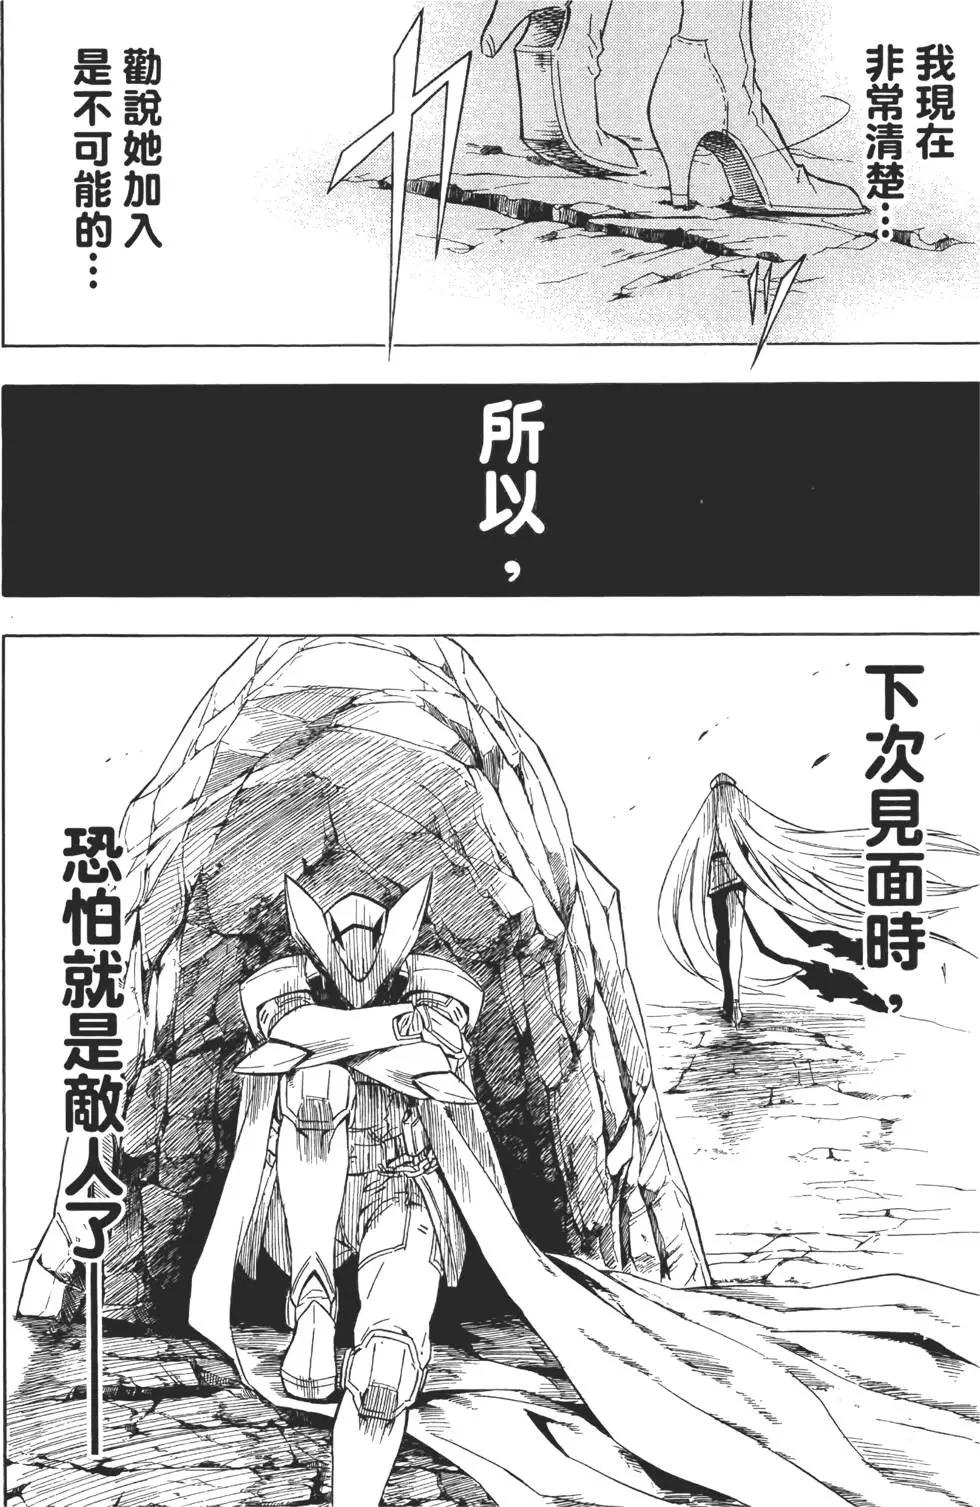 我現在
非常清楚…
勸說她加入
是不可能的…
所以，
下次見面時，
恐怕就是敵人了——